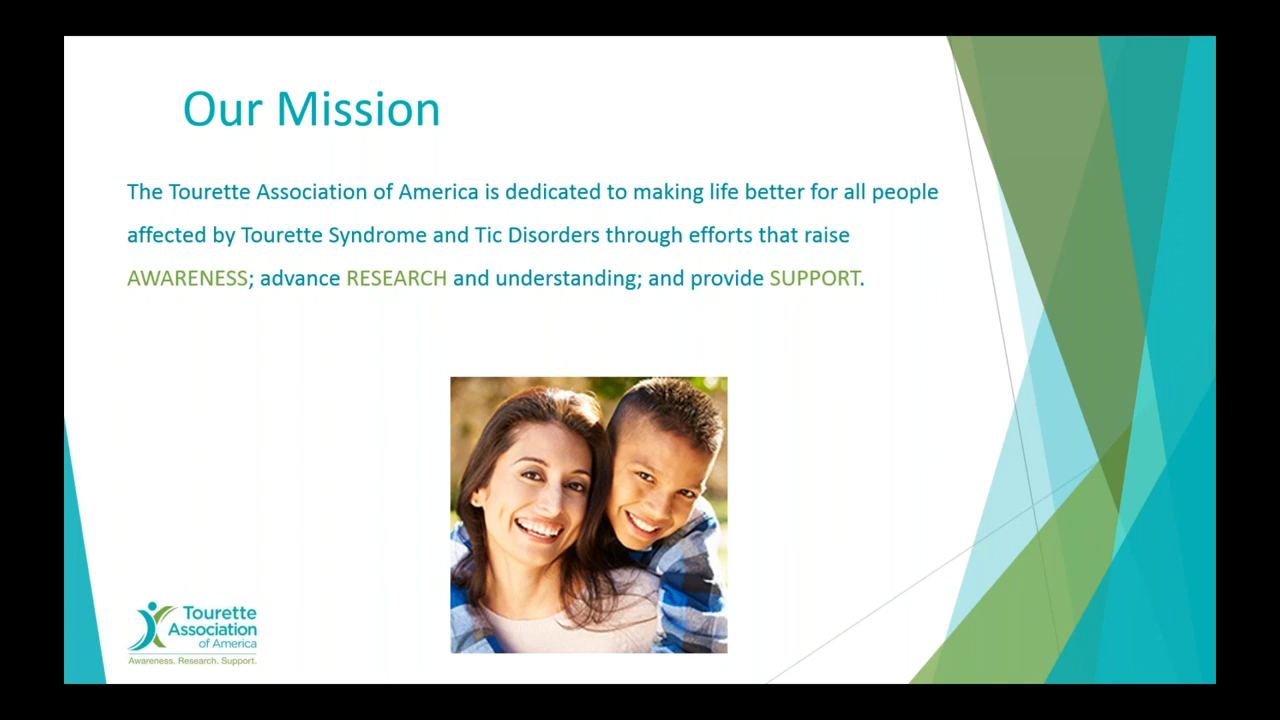 Our Mission
The Tourette Association of America is dedicated to making life better for all people
affected by Tourette Syndrome and Tic Disorders through efforts that raise
AWARENESS; advance RESEARCH and understanding; and provide SUPPORT.
Tourette
Association
of America
Awareness. Research. Support.